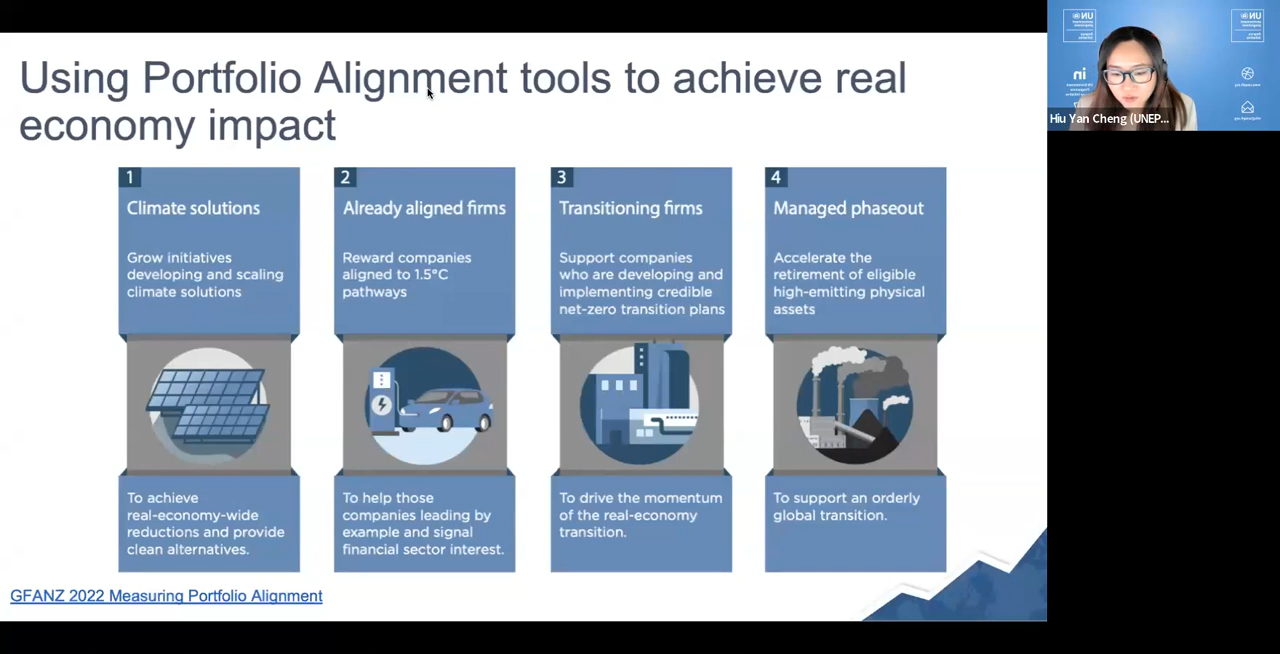 Using Portfolio Alignment tools to achieve real
economy impact
1
Climate solutions
Grow initiatives
developing and scaling
climate solutions
To achieve
real-economy-wide
reductions and provide
clean alternatives.
2
Already aligned firms
Reward companies
aligned to 1.5°C
pathways
To help those
companies leading by
example and signal
financial sector interest.
3
Transitioning firms
Support companies
who are developing and
implementing credible
net-zero transition plans
To drive the momentum
of the real-economy
transition.
4
Managed phaseout
Accelerate the
retirement of eligible
high-emitting physical
assets
To support an orderly
global transition.
GFANZ 2022 Measuring Portfolio Alignment
UN
UN
in
Hiu Yan Cheng (UNEP...